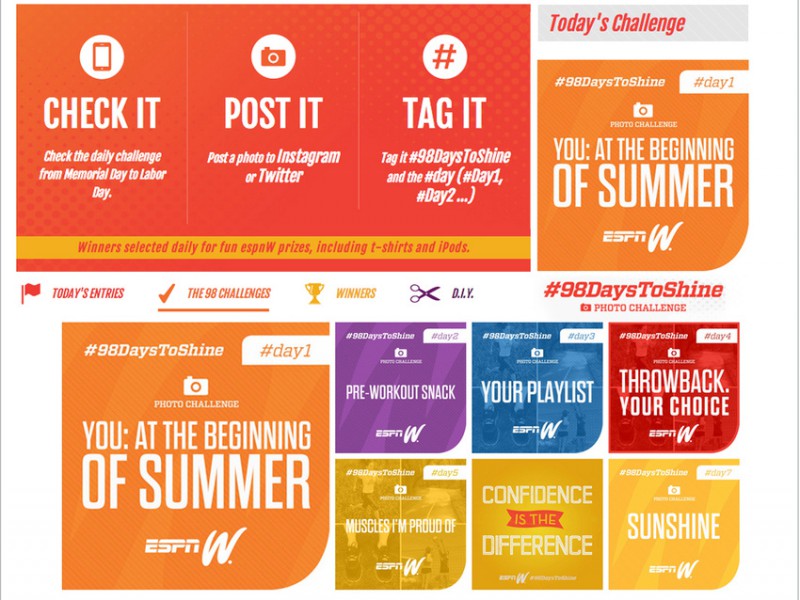 CHECK IT
Check the daily challenge
from Memorial Day to Labor
Day.
POST IT
Post a photo to Instagram
or Twitter
#
TAG IT
Tag it #98DaysToShine
and the #day (#Day1,
#Day2 ...)
Winners selected daily for fun espnW prizes, including t-shirts and iPods.
Today's Challenge
#98DaysToShine
#day1
PHOTO CHALLENGE
YOU: AT THE BEGINNING
OF SUMMER
ESPN W.
TODAY'S ENTRIES
THE 98 CHALLENGES
WINNERS
D.I.Y.
#98DaysToShine
PHOTO CHALLENGE
#98DaysToShine
#day1
PHOTO CHALLENGE
YOU: AT THE BEGINNING
OF SUMMER
ESPN W.
#98DaysToShine
#day2
PHOTO CHALLENGE
PRE-WORKOUT SNACK
ESPN W.
#98DaysToShine
#day3
PHOTO CHALLENGE
YOUR PLAYLIST
ESPN W.
#98DaysToShine
#day4
PHOTO CHALLENGE
THROWBACK.
YOUR CHOICE
ESPN W.
#98DaysToShine
#day5
PHOTO CHALLENGE
MUSCLES I'M PROUD OF
ESPN W.
CONFIDENCE
IS THE
DIFFERENCE
ESPN W #98DaysToShine
#98DaysToShine
#day7
PHOTO CHALLENGE
SUNSHINE
ESPN W.